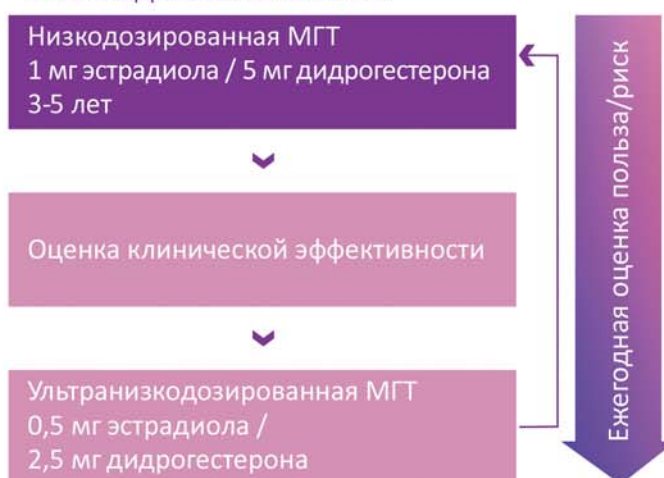 Низкодозированная МГТ
1 мг эстрадиола / 5 мг дидрогестерона
3-5 лет
Оценка клинической эффективности
Ультранизкодозированная МГТ
0,5 мг эстрадиола /
2,5 мг дидрогестерона
Ежегодная оценка польза/риск